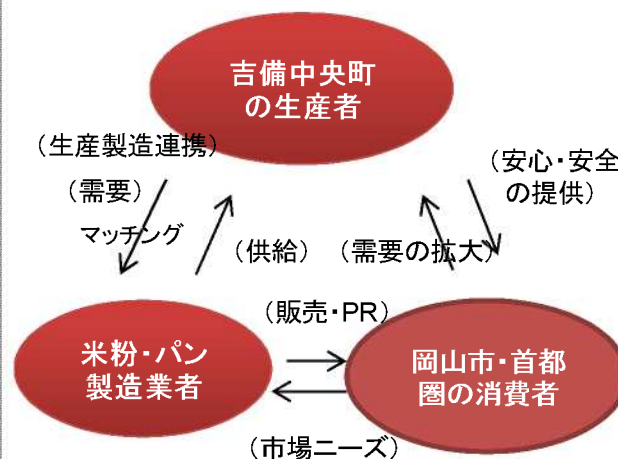 吉備中央町
の生産者
（生産製造連携）
（需要）
マッチング
（供給）
（需要の拡大）
（安心・安全
の提供）
（販売・PR）
米粉・パン
製造業者
岡山市・首都
圏の消費者
（市場ニーズ）